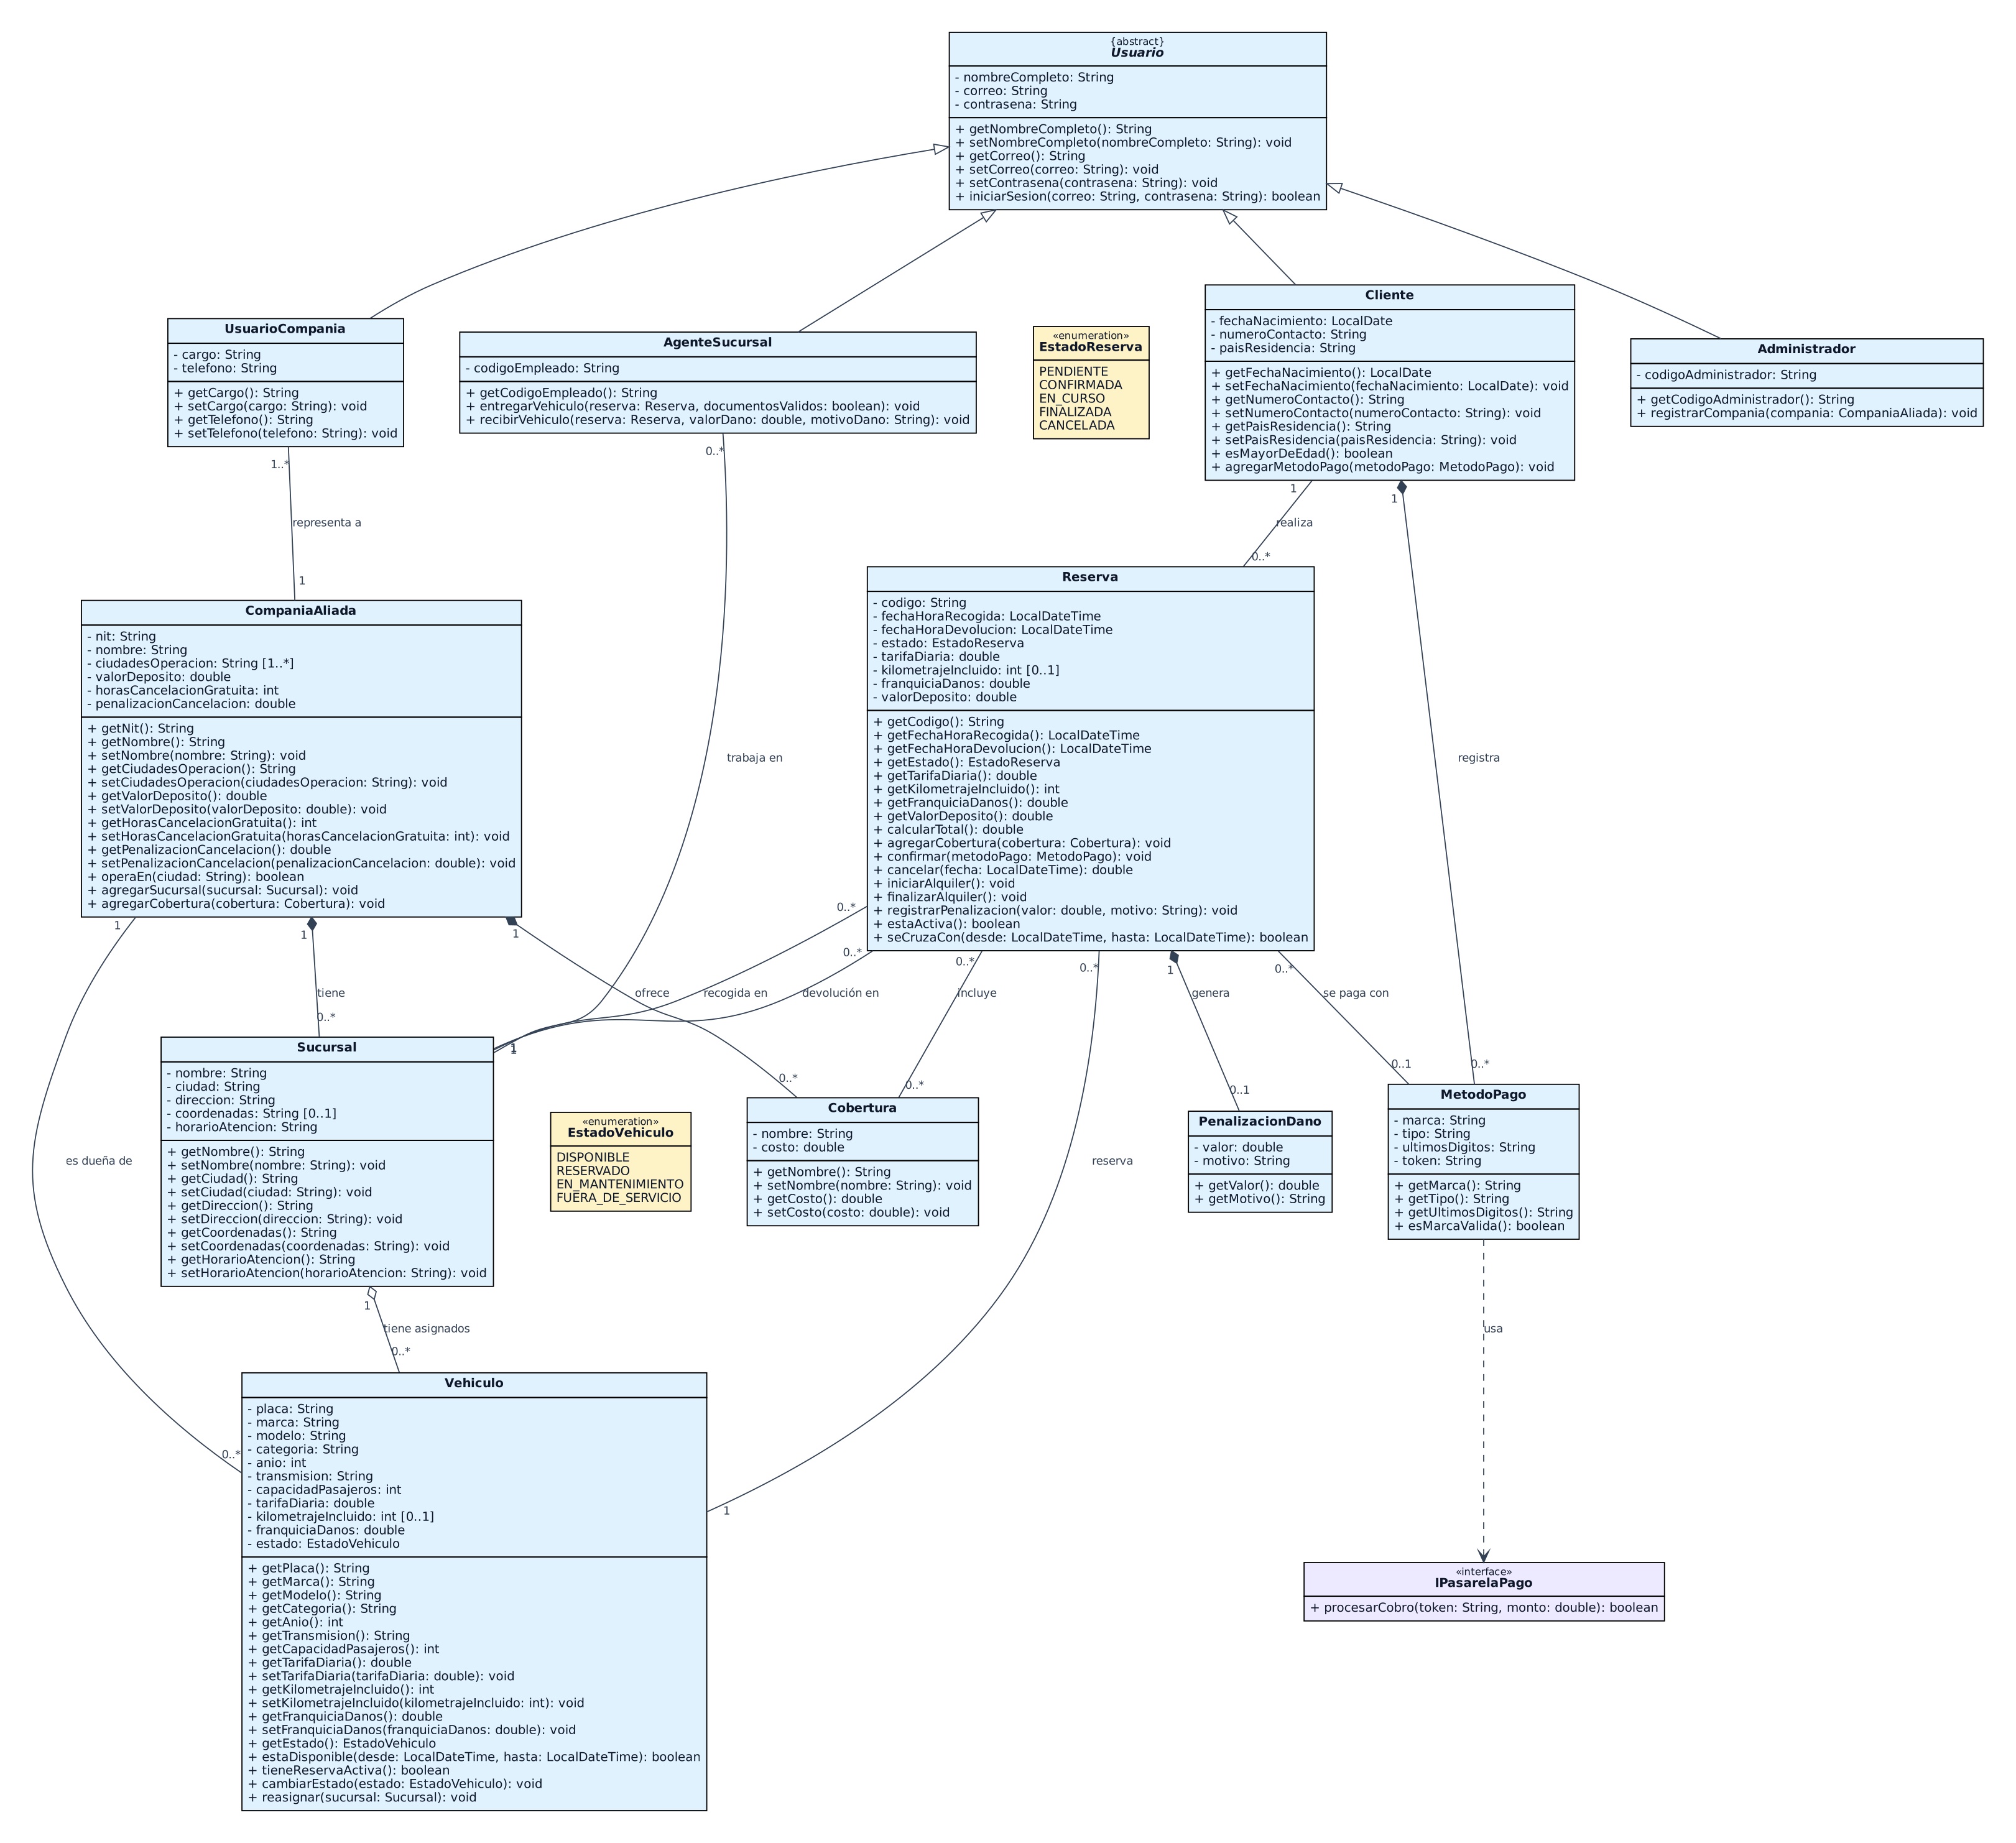 {abstract}
Usuario
- nombreCompleto: String
- correo: String
- contrasena: String
+ getNombreCompleto(): String
+ setNombreCompleto(nombreCompleto: String): void
+ getCorreo(): String
+ setCorreo(correo: String): void
+ setContrasena(contrasena: String): void
+ iniciarSesion(correo: String, contrasena: String): boolean
UsuarioCompania
- cargo: String
- telefono: String
+ getCargo(): String
+ setCargo(cargo: String): void
+ getTelefono(): String
+ setTelefono(telefono: String): void
AgenteSucursal
- codigoEmpleado: String
+ getCodigoEmpleado(): String
+ entregarVehiculo(reserva: Reserva, documentosValidos: boolean): void
+ recibirVehiculo(reserva: Reserva, valorDano: double, motivoDano: String): void
«enumeration»
EstadoReserva
PENDIENTE
CONFIRMADA
EN_CURSO
FINALIZADA
CANCELADA
Cliente
- fechaNacimiento: LocalDate
- numeroContacto: String
- paisResidencia: String
+ getFechaNacimiento(): LocalDate
+ setFechaNacimiento(fechaNacimiento: LocalDate): void
+ getNumeroContacto(): String
+ setNumeroContacto(numeroContacto: String): void
+ getPaisResidencia(): String
+ setPaisResidencia(paisResidencia: String): void
+ esMayorDeEdad(): boolean
+ agregarMetodoPago(metodoPago: MetodoPago): void
Administrador
- codigoAdministrador: String
+ getCodigoAdministrador(): String
+ registrarCompania(compania: CompaniaAliada): void
1..*
representa a
1
0..*
trabaja en
1
realiza
0..*
1
registra
0..*
CompaniaAliada
- nit: String
- nombre: String
- ciudadesOperacion: String [1..*]
- valorDeposito: double
- horasCancelacionGratuita: int
- penalizacionCancelacion: double
+ getNit(): String
+ getNombre(): String
+ setNombre(nombre: String): void
+ getCiudadesOperacion(): String
+ setCiudadesOperacion(ciudadesOperacion: String): void
+ getValorDeposito(): double
+ setValorDeposito(valorDeposito: double): void
+ getHorasCancelacionGratuita(): int
+ setHorasCancelacionGratuita(horasCancelacionGratuita: int): void
+ getPenalizacionCancelacion(): double
+ setPenalizacionCancelacion(penalizacionCancelacion: double): void
+ operaEn(ciudad: String): boolean
+ agregarSucursal(sucursal: Sucursal): void
+ agregarCobertura(cobertura: Cobertura): void
Reserva
- codigo: String
- fechaHoraRecogida: LocalDateTime
- fechaHoraDevolucion: LocalDateTime
- estado: EstadoReserva
- tarifaDiaria: double
- kilometrajeIncluido: int [0..1]
- franquiciaDanos: double
- valorDeposito: double
+ getCodigo(): String
+ getFechaHoraRecogida(): LocalDateTime
+ getFechaHoraDevolucion(): LocalDateTime
+ getEstado(): EstadoReserva
+ getTarifaDiaria(): double
+ getKilometrajeIncluido(): int
+ getFranquiciaDanos(): double
+ getValorDeposito(): double
+ calcularTotal(): double
+ agregarCobertura(cobertura: Cobertura): void
+ confirmar(metodoPago: MetodoPago): void
+ cancelar(fecha: LocalDateTime): double
+ iniciarAlquiler(): void
+ finalizarAlquiler(): void
+ registrarPenalizacion(valor: double, motivo: String): void
+ estaActiva(): boolean
+ seCruzaCon(desde: LocalDateTime, hasta: LocalDateTime): boolean
1
es dueña de
0..*
1
tiene
0..*
1
ofrece
0..*
0..*
recogida en
1
0..*
devolución en
0..*
incluye
0..*
0..*
reserva
1
1
genera
0..1
0..*
se paga con
0..1
Sucursal
- nombre: String
- ciudad: String
- direccion: String
- coordenadas: String [0..1]
- horarioAtencion: String
+ getNombre(): String
+ setNombre(nombre: String): void
+ getCiudad(): String
+ setCiudad(ciudad: String): void
+ getDireccion(): String
+ setDireccion(direccion: String): void
+ getCoordenadas(): String
+ setCoordenadas(coordenadas: String): void
+ getHorarioAtencion(): String
+ setHorarioAtencion(horarioAtencion: String): void
«enumeration»
EstadoVehiculo
DISPONIBLE
RESERVADO
EN_MANTENIMIENTO
FUERA_DE_SERVICIO
Cobertura
- nombre: String
- costo: double
+ getNombre(): String
+ setNombre(nombre: String): void
+ getCosto(): double
+ setCosto(costo: double): void
PenalizacionDano
- valor: double
- motivo: String
+ getValor(): double
+ getMotivo(): String
MetodoPago
- marca: String
- tipo: String
- ultimosDigitos: String
- token: String
+ getMarca(): String
+ getTipo(): String
+ getUltimosDigitos(): String
+ esMarcaValida(): boolean
1
tiene asignados
0..*
usa
Vehiculo
- placa: String
- marca: String
- modelo: String
- categoria: String
- anio: int
- transmision: String
- capacidadPasajeros: int
- tarifaDiaria: double
- kilometrajeIncluido: int [0..1]
- franquiciaDanos: double
- estado: EstadoVehiculo
+ getPlaca(): String
+ getMarca(): String
+ getModelo(): String
+ getCategoria(): String
+ getAnio(): int
+ getTransmision(): String
+ getCapacidadPasajeros(): int
+ getTarifaDiaria(): double
+ setTarifaDiaria(tarifaDiaria: double): void
+ getKilometrajeIncluido(): int
+ setKilometrajeIncluido(kilometrajeIncluido: int): void
+ getFranquiciaDanos(): double
+ setFranquiciaDanos(franquiciaDanos: double): void
+ getEstado(): EstadoVehiculo
+ estaDisponible(desde: LocalDateTime, hasta: LocalDateTime): boolean
+ tieneReservaActiva(): boolean
+ cambiarEstado(estado: EstadoVehiculo): void
+ reasignar(sucursal: Sucursal): void
«interface»
IPasarelaPago
+ procesarCobro(token: String, monto: double): boolean